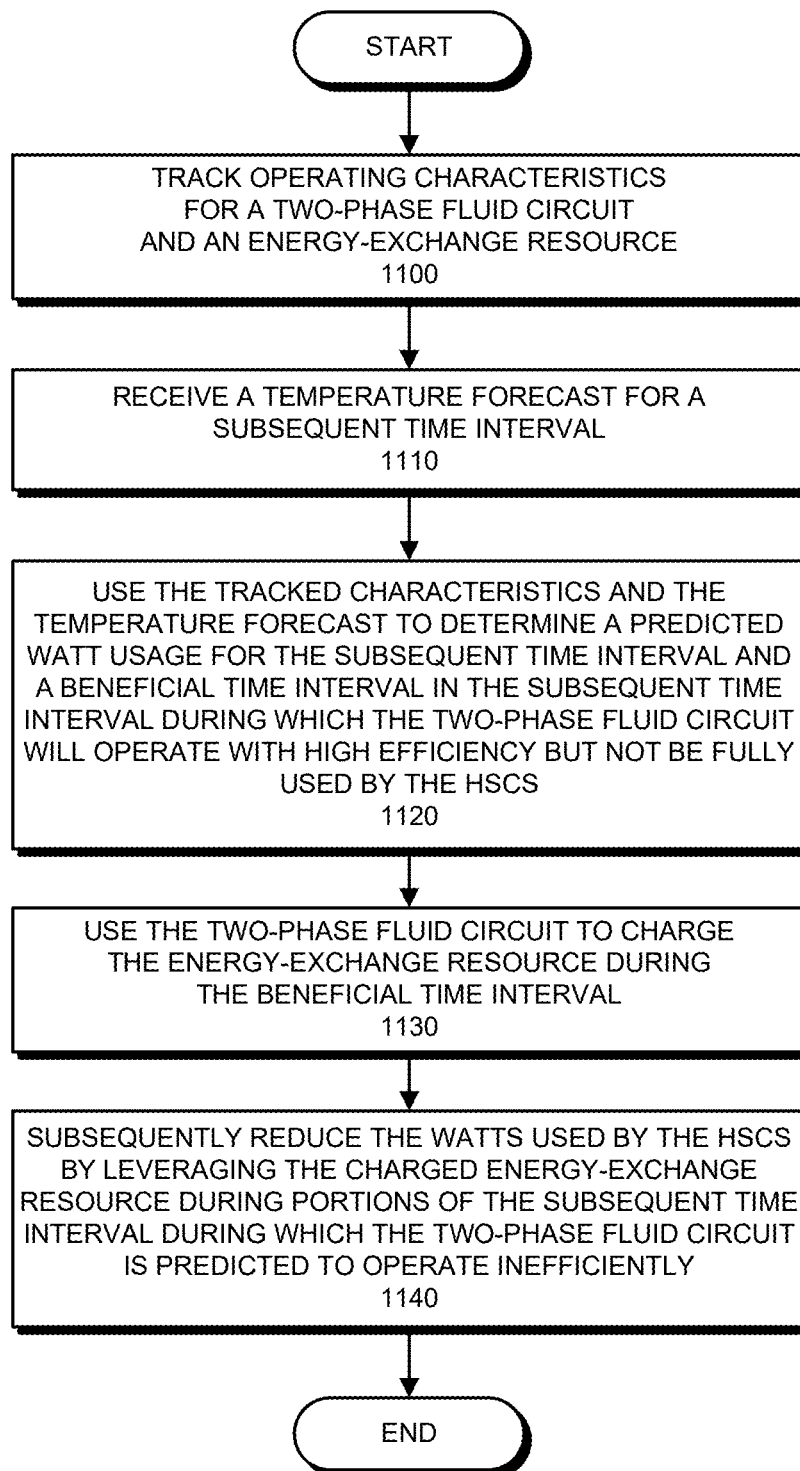 START
TRACK OPERATING CHARACTERISTICS
FOR A TWO-PHASE FLUID CIRCUIT
AND AN ENERGY-EXCHANGE RESOURCE
1100
RECEIVE A TEMPERATURE FORECAST FOR A
SUBSEQUENT TIME INTERVAL
1110
USE THE TRACKED CHARACTERISTICS AND THE
TEMPERATURE FORECAST TO DETERMINE A PREDICTED
WATT USAGE FOR THE SUBSEQUENT TIME INTERVAL AND
A BENEFICIAL TIME INTERVAL IN THE SUBSEQUENT TIME
INTERVAL DURING WHICH THE TWO-PHASE FLUID CIRCUIT
WILL OPERATE WITH HIGH EFFICIENCY BUT NOT BE FULLY
USED BY THE HSCS
1120
USE THE TWO-PHASE FLUID CIRCUIT TO CHARGE
THE ENERGY-EXCHANGE RESOURCE DURING
THE BENEFICIAL TIME INTERVAL
1130
SUBSEQUENTLY REDUCE THE WATTS USED BY THE HSCS
BY LEVERAGING THE CHARGED ENERGY-EXCHANGE
RESOURCE DURING PORTIONS OF THE SUBSEQUENT TIME
INTERVAL DURING WHICH THE TWO-PHASE FLUID CIRCUIT
IS PREDICTED TO OPERATE INEFFICIENTLY
1140
END